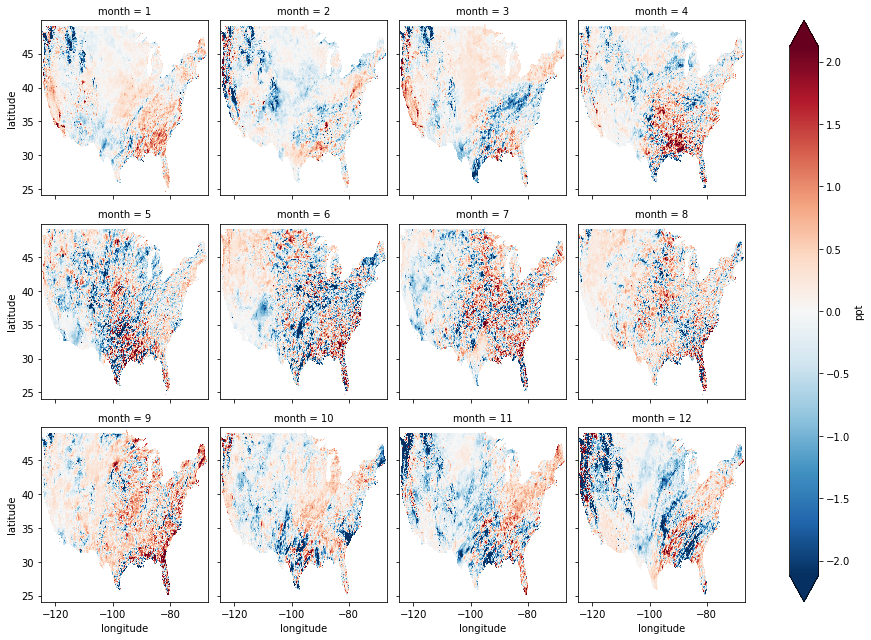 month = 1
month = 2
month = 3
month = 4
latitude
45
40
35
30
25
month = 5
month = 6
month = 7
month = 8
latitude
45
40
35
30
25
month = 9
month = 10
month = 11
month = 12
latitude
45
40
35
30
25
−120 −100 −80
longitude
−120 −100 −80
longitude
−120 −100 −80
longitude
−120 −100 −80
longitude
2.0
1.5
1.0
0.5
0.0
−0.5
−1.0
−1.5
−2.0
ppt